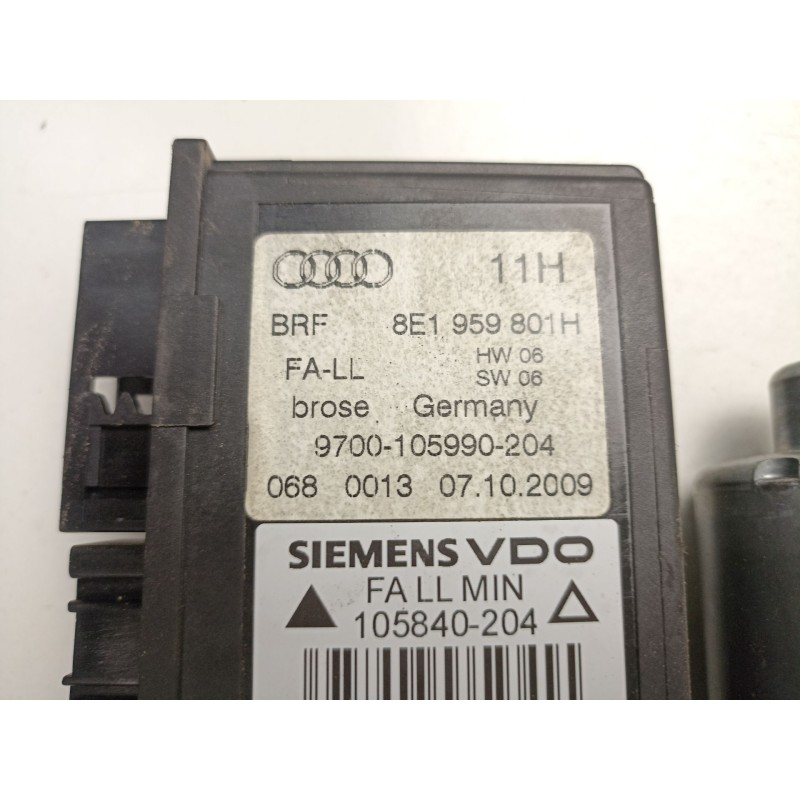 11H
BRF 8E1 959 801H
FA-LL HW 06
SW 06
brose Germany
9700-105990-204
068 0013 07.10.2009
SIEMENS VDO
FA LL MIN
105840-204